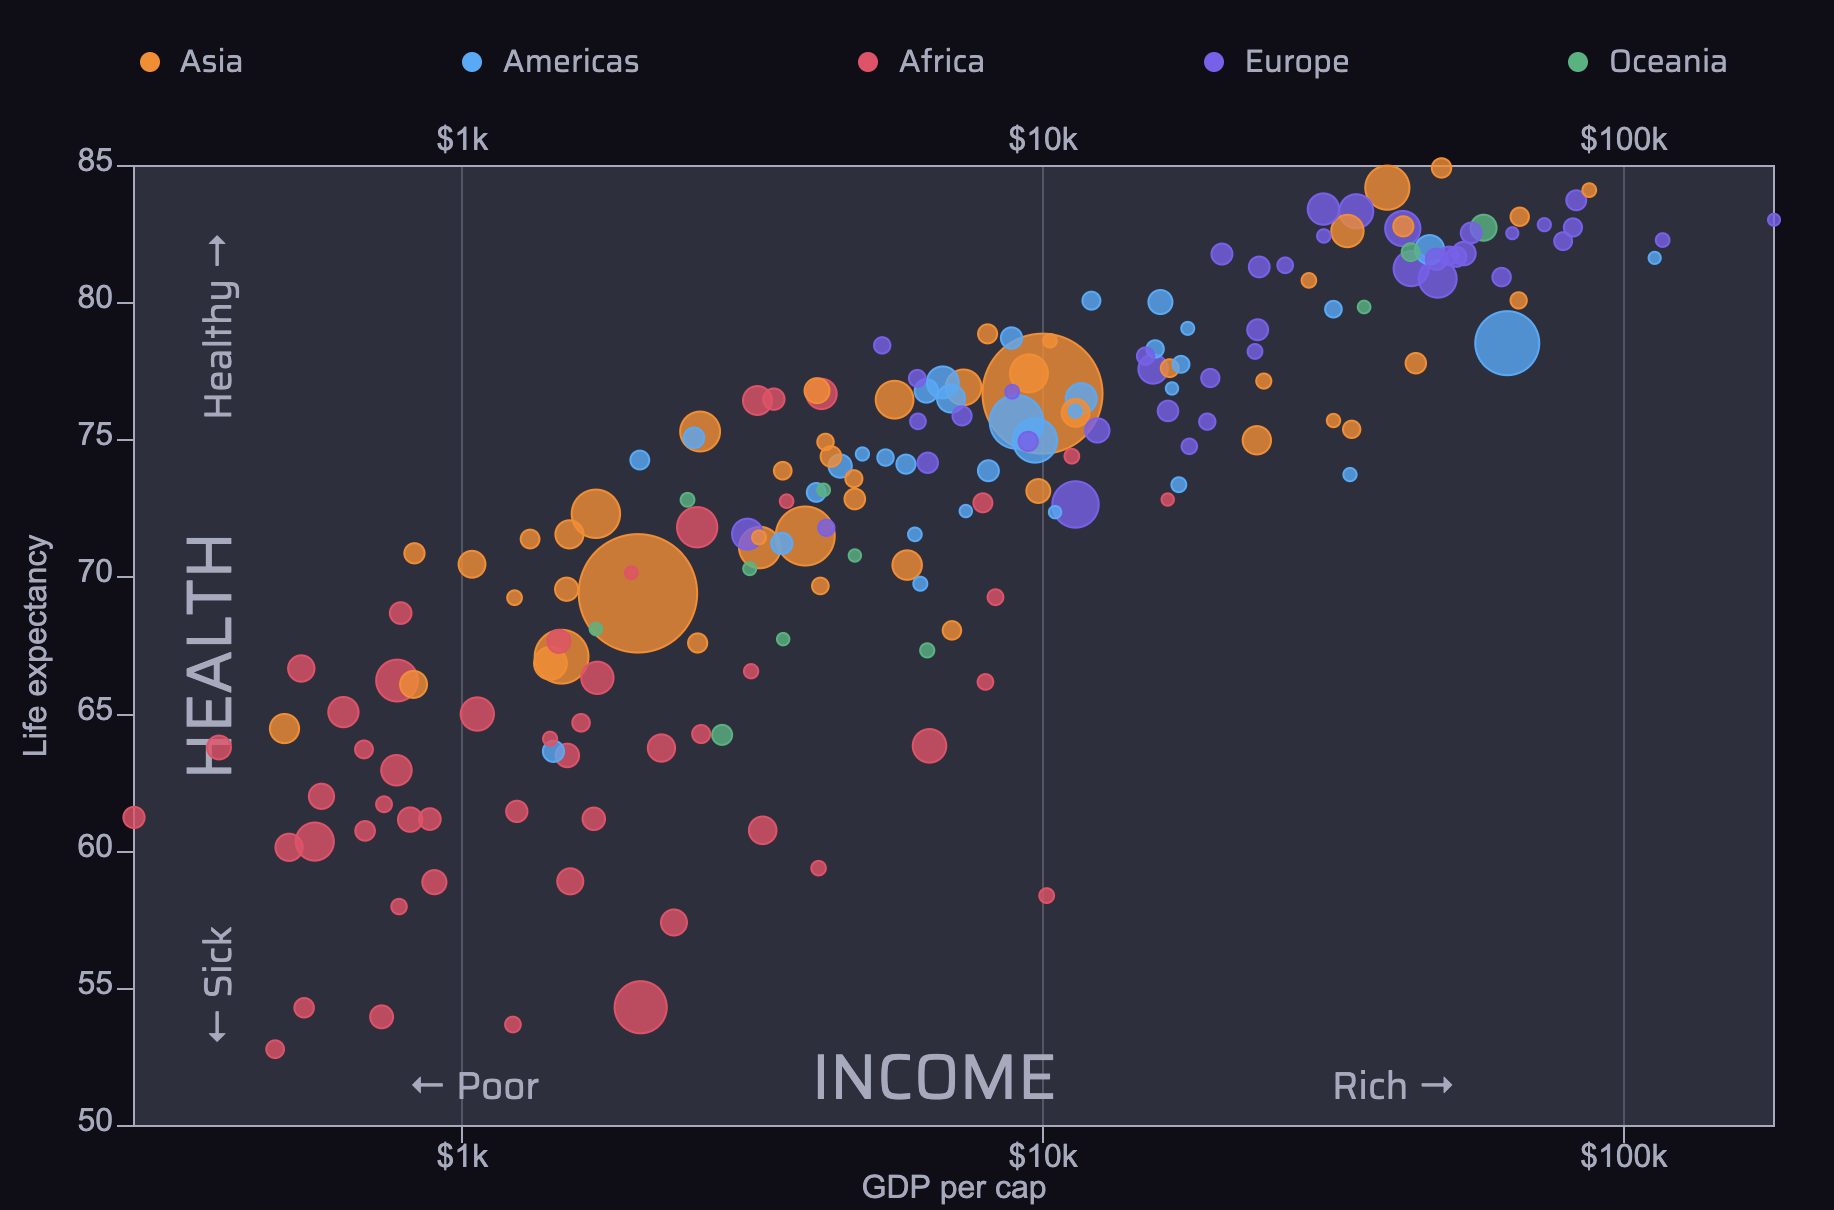 Asia Americas Africa Europe Oceania
$1k $10k $100k
85
80
75
70
65
60
55
50
Life expectancy
HEALTH
Healthy →
← Sick
← Poor INCOME Rich →
$1k $10k $100k
GDP per cap